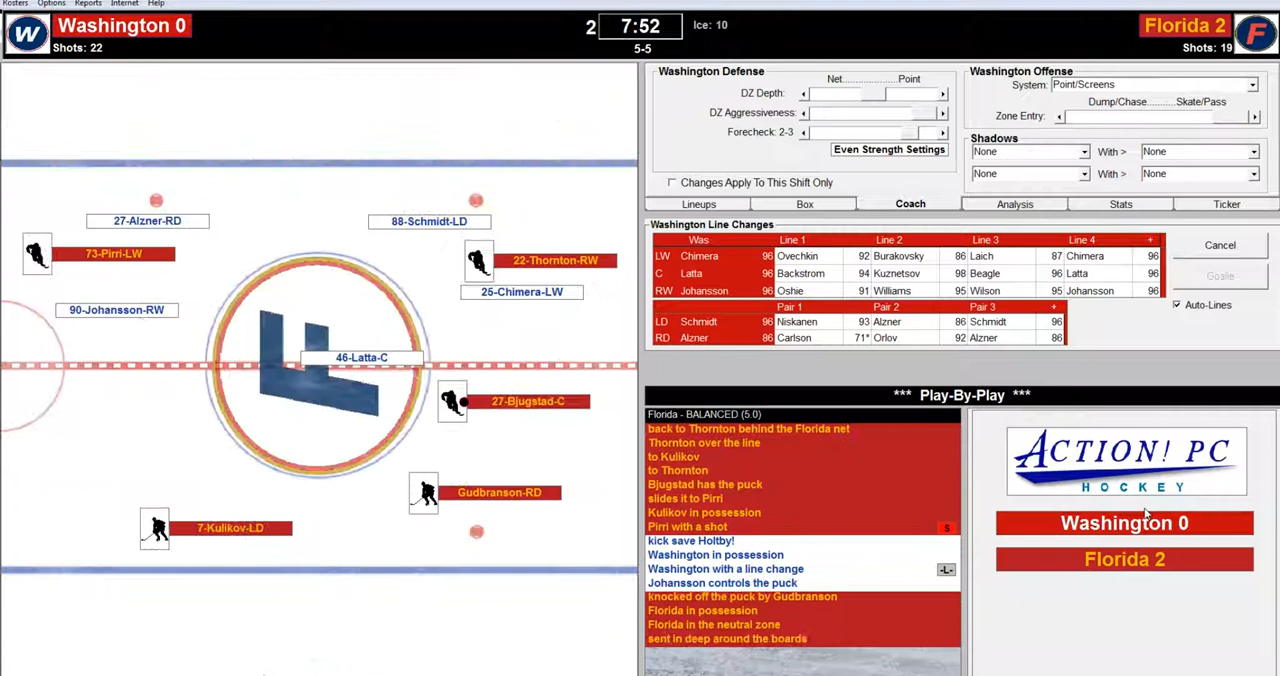 Rosters Options Reports Internet Help
W Washington 0
Shots: 22
2 7:52 Ice: 10
5-5
Florida 2 F
Shots: 19
27-Alzner-RD
88-Schmidt-LD
73-Pirri-LW
22-Thornton-RW
25-Chimera-LW
90-Johansson-RW
46-Latta-C
27-Bjugstad-C
Gudbranson-RD
7-Kulikov-LD
Washington Defense
Net..............Point
DZ Depth:
DZ Aggressiveness:
Forecheck: 2-3
Even Strength Settings
Changes Apply To This Shift Only
Washington Offense
System: Point/Screens
Dump/Chase.........Skate/Pass
Zone Entry:
Shadows
None With > None
None With > None
Lineups Box Coach Analysis Stats Ticker
Washington Line Changes
Was Line 1 Line 2 Line 3 Line 4 +
LW Chimera 96 Ovechkin 92 Burakovsky 86 Laich 87 Chimera 96
C Latta 96 Backstrom 94 Kuznetsov 98 Beagle 96 Latta 96
RW Johansson 96 Oshie 91 Williams 95 Wilson 95 Johansson 96
Pair 1 Pair 2 Pair 3 +
LD Schmidt 96 Niskanen 93 Alzner 86 Schmidt 96
RD Alzner 86 Carlson 71* Orlov 92 Alzner 86
Cancel
Goalie
Auto-Lines
*** Play-By-Play ***
Florida - BALANCED (5.0)
back to Thornton behind the Florida net
Thornton over the line
to Kulikov
to Thornton
Bjugstad has the puck
slides it to Pirri
Kulikov in possession
Pirri with a shot S
kick save Holtby!
Washington in possession
Washington with a line change -L-
Johansson controls the puck
knocked off the puck by Gudbranson
Florida in possession
Florida in the neutral zone
sent in deep around the boards
ACTION! PC
HOCKEY
Washington 0
Florida 2